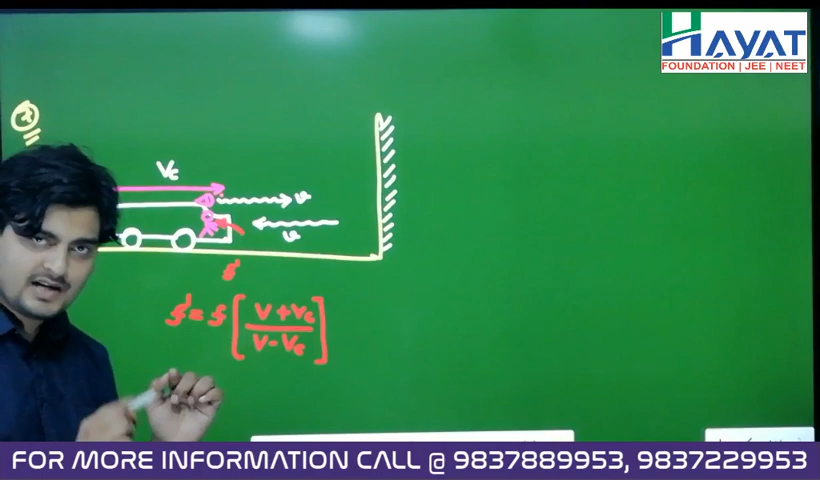 HAYAT
FOUNDATION | JEE | NEET
Vc
v
v
f'
f' = f [ V + Vc / V - Vc ]
FOR MORE INFORMATION CALL @ 9837889953, 9837229953